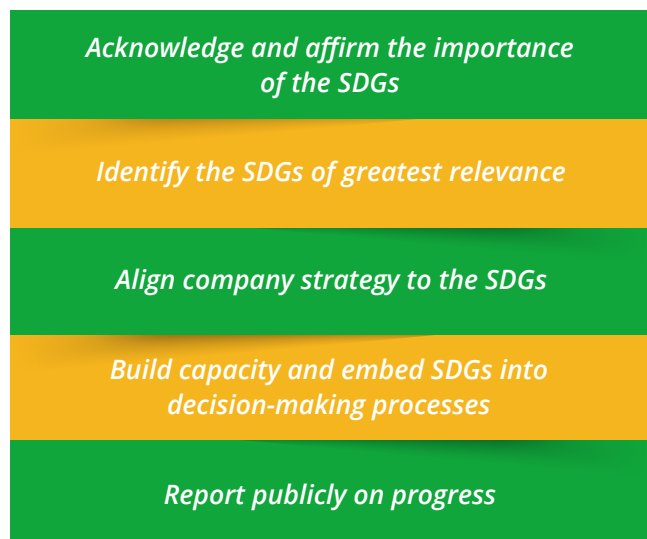 Acknowledge and affirm the importance
of the SDGs
Identify the SDGs of greatest relevance
Align company strategy to the SDGs
Build capacity and embed SDGs into
decision-making processes
Report publicly on progress